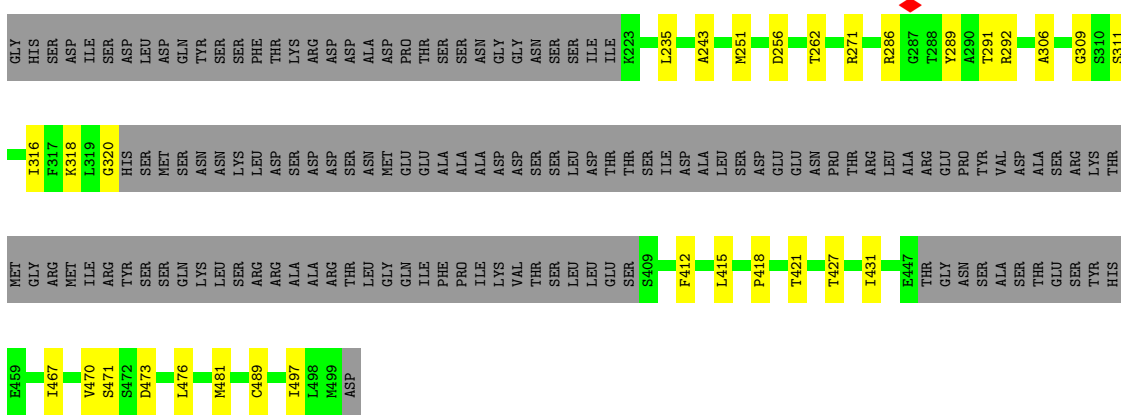 GLY HIS SER ASP ILE SER ASP LEU ASP GLN TYR SER SER PHE THR LYS ARG ASP ASP ALA ASP PRO THR SER SER ASN GLY GLY ASN SER SER ILE ILE K223 L235 A243 M251 D256 T262 R271 R286 G287 T288 Y289 A290 T291 R292 A306 G309 S310 S311
I316 F317 K318 L319 G320 HIS SER MET SER ASN ASN LYS LEU ASP SER ASP ASP SER ASN MET GLU GLU ALA ALA ALA ASP ASP SER SER LEU ASP THR THR SER ILE ASP ALA LEU SER ASP GLU GLU ASN PRO THR ARG LEU ALA ARG GLU PRO TYR VAL ASP ALA SER ARG LYS THR
MET GLY ARG MET ILE ARG TYR SER SER GLN LYS LEU SER ARG ARG ALA ALA ARG THR LEU GLY GLN ILE PHE PRO ILE LYS VAL THR SER LEU LEU GLU SER S409 F412 L415 P418 T421 T427 I431 E447 THR GLY ASN SER ALA SER THR GLU SER TYR HIS
E459 I467 V470 S471 S472 D473 L476 M481 C489 I497 L498 M499 ASP